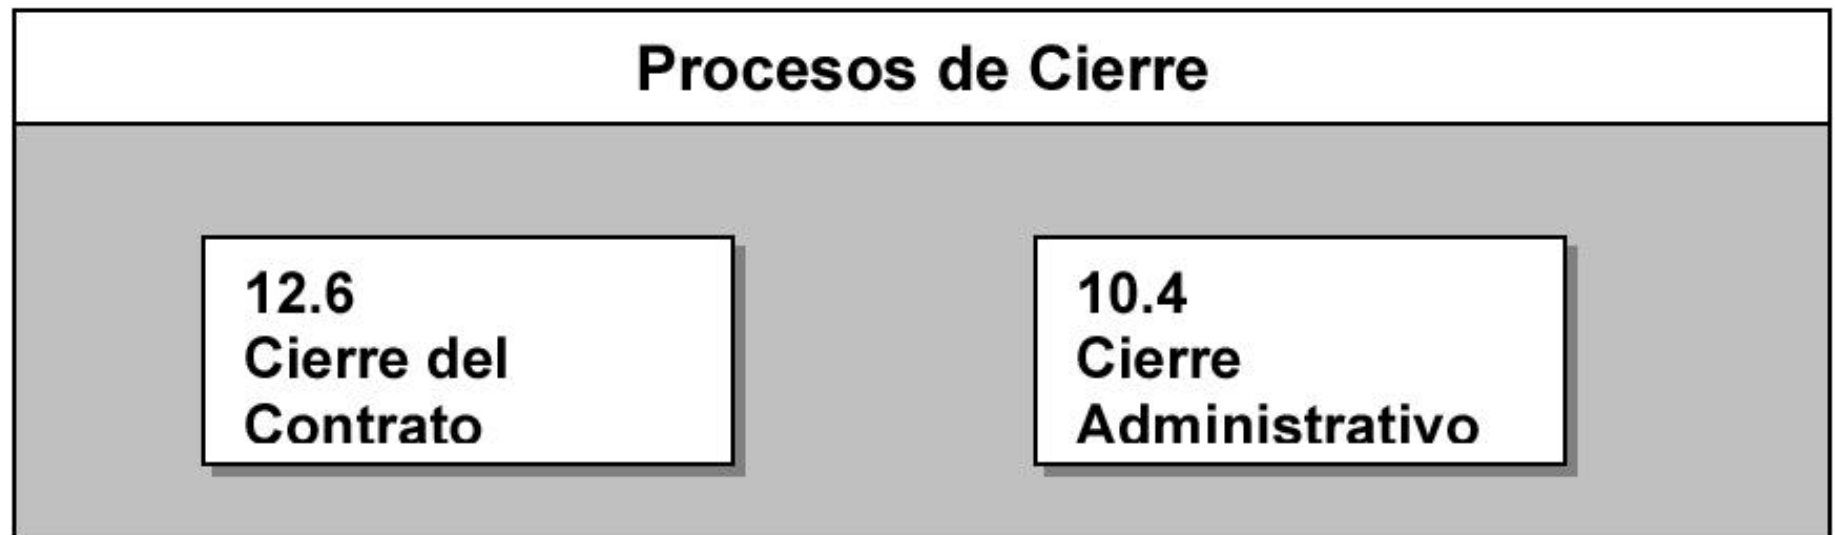 Procesos de Cierre
12.6
Cierre del
Contrato
10.4
Cierre
Administrativo